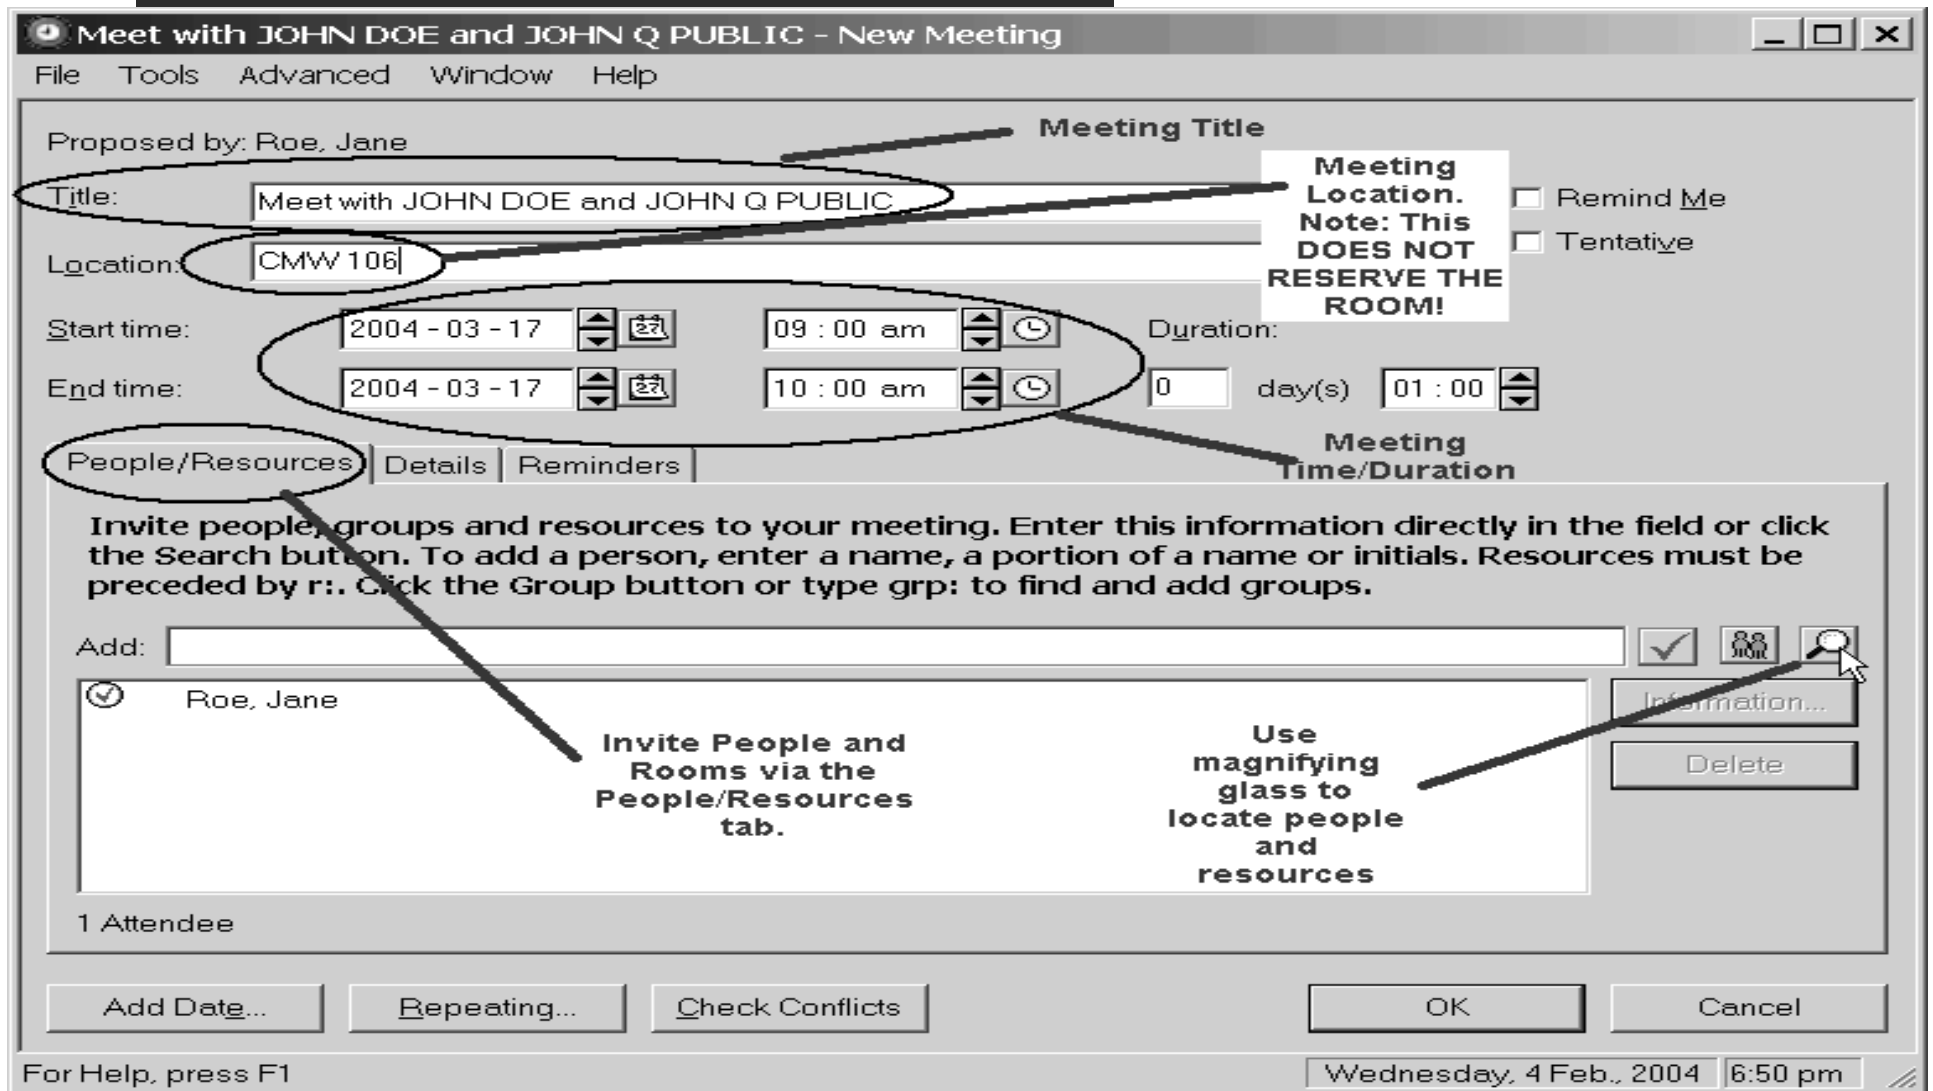 Meet with JOHN DOE and JOHN Q PUBLIC - New Meeting
File Tools Advanced Window Help
Proposed by: Roe, Jane
Meeting Title
Title: Meet with JOHN DOE and JOHN Q PUBLIC
Meeting
Location.
Note: This
DOES NOT
RESERVE THE
ROOM!
Remind Me
Tentative
Location: CMW 106
Start time: 2004 - 03 - 17 27 09 : 00 am Duration:
End time: 2004 - 03 - 17 27 10 : 00 am 0 day(s) 01 : 00
Meeting
Time/Duration
People/Resources Details Reminders
Invite people, groups and resources to your meeting. Enter this information directly in the field or click
the Search button. To add a person, enter a name, a portion of a name or initials. Resources must be
preceded by r:. Click the Group button or type grp: to find and add groups.
Add:
Roe, Jane
Information...
Delete
Invite People and
Rooms via the
People/Resources
tab.
Use
magnifying
glass to
locate people
and
resources
1 Attendee
Add Date... Repeating... Check Conflicts OK Cancel
For Help, press F1 Wednesday, 4 Feb., 2004 6:50 pm